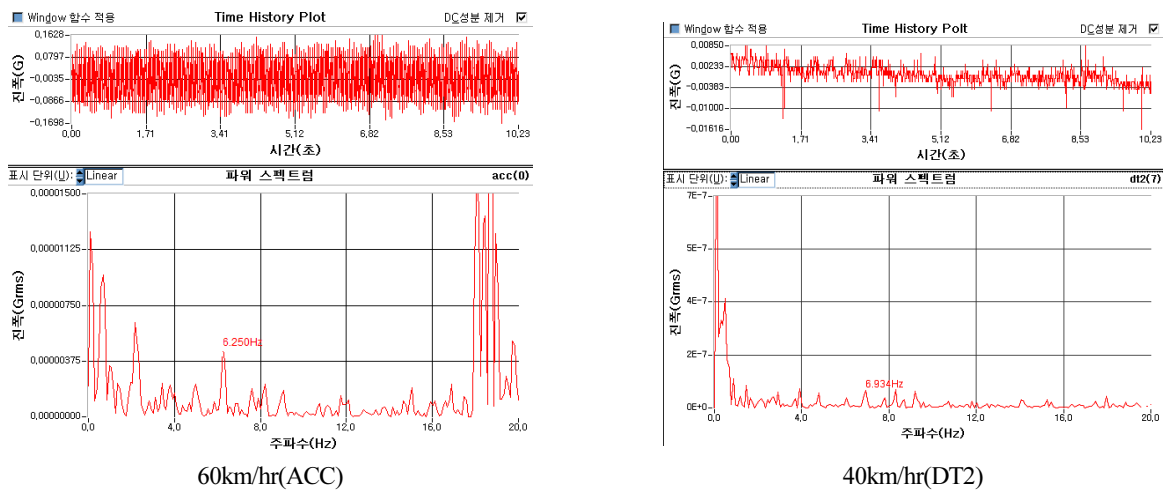 Window 함수 적용 Time History Plot DC성분 제거
진폭(G)
0,1628
0,0797
-0,0035
-0,0866
-0,1698
0,00 1,71 3,41 5,12 6,82 8,53 10,23
시간(초)
표시 단위(U): Linear 파워 스펙트럼 acc(0)
진폭(Grms)
0,00001500
0,00001125
0,00000750
0,00000375
0,00000000
6.250Hz
0,0 4,0 8,0 12,0 16,0 20,0
주파수(Hz)
60km/hr(ACC)
Window 함수 적용 Time History Polt DC성분 제거
진폭(G)
0,00850
0,00233
-0,00383
-0,01000
-0,01616
0,00 1,71 3,41 5,12 6,82 8,53 10,23
시간(초)
표시 단위(U): Linear 파워 스펙트럼 dt2(7)
진폭(Grms)
7E-7
5E-7
4E-7
2E-7
0E+0
6.934Hz
0,0 4,0 8,0 12,0 16,0 20,0
주파수(Hz)
40km/hr(DT2)